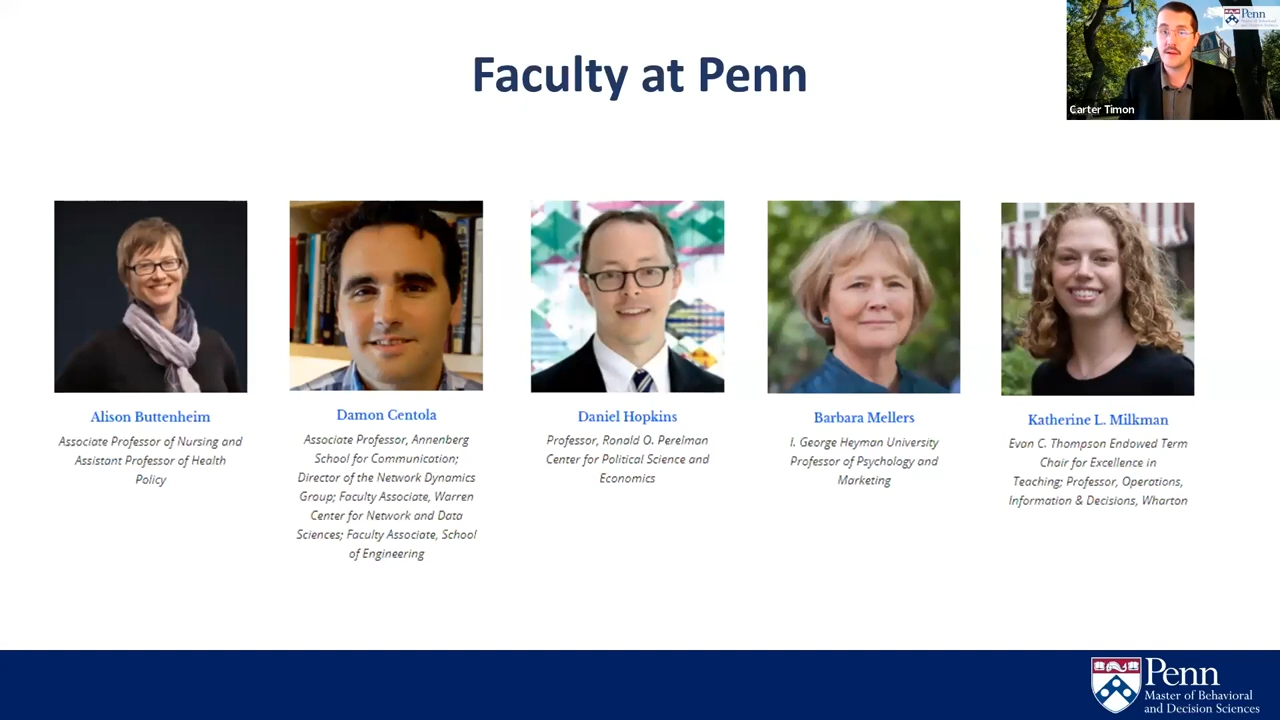 Faculty at Penn
Penn
Carter Timon
Alison Buttenheim
Associate Professor of Nursing and
Assistant Professor of Health
Policy
Damon Centola
Associate Professor, Annenberg
School for Communication;
Director of the Network Dynamics
Group; Faculty Associate, Warren
Center for Network and Data
Sciences; Faculty Associate, School
of Engineering
Daniel Hopkins
Professor, Ronald O. Perelman
Center for Political Science and
Economics
Barbara Mellers
I. George Heyman University
Professor of Psychology and
Marketing
Katherine L. Milkman
Evan C. Thompson Endowed Term
Chair for Excellence in
Teaching; Professor, Operations,
Information & Decisions, Wharton
Penn
Master of Behavioral
and Decision Sciences